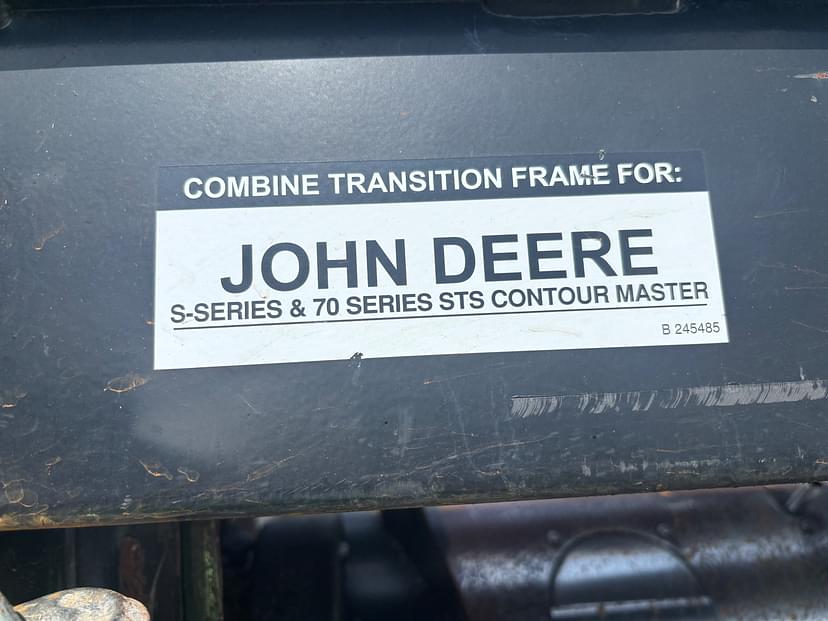 COMBINE TRANSITION FRAME FOR:
JOHN DEERE
S-SERIES & 70 SERIES STS CONTOUR MASTER
B 245485